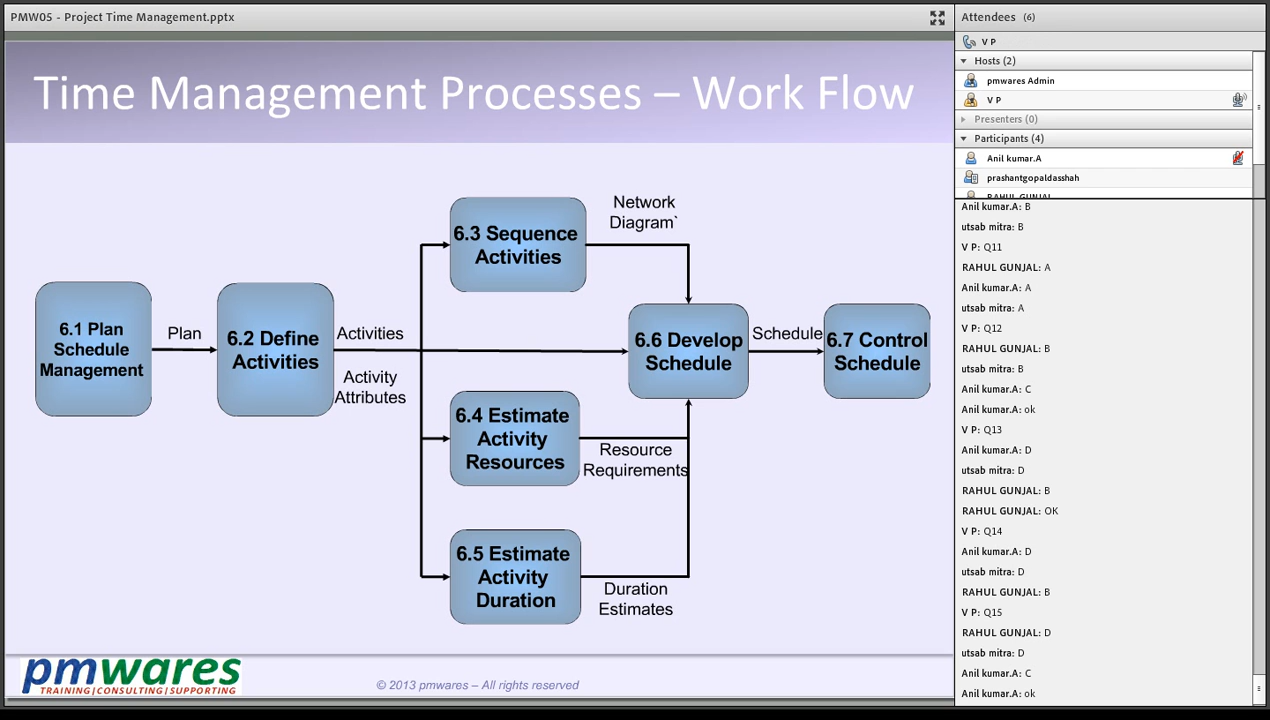 PMW05 - Project Time Management.pptx
Time Management Processes – Work Flow
6.1 Plan
Schedule
Management
Plan
6.2 Define
Activities
Activities
Activity
Attributes
6.3 Sequence
Activities
Network
Diagram`
6.4 Estimate
Activity
Resources
Resource
Requirements
6.5 Estimate
Activity
Duration
Duration
Estimates
6.6 Develop
Schedule
Schedule
6.7 Control
Schedule
pmwares
TRAINING|CONSULTING|SUPPORTING
© 2013 pmwares – All rights reserved
Attendees (6)
V P
Hosts (2)
pmwares Admin
V P
Presenters (0)
Participants (4)
Anil kumar.A
prashantgopaldasshah
RAHUL GUNJAL
Anil kumar.A: B
utsab mitra: B
V P: Q11
RAHUL GUNJAL: A
Anil kumar.A: A
utsab mitra: A
V P: Q12
RAHUL GUNJAL: B
utsab mitra: B
Anil kumar.A: C
Anil kumar.A: ok
V P: Q13
Anil kumar.A: D
utsab mitra: D
RAHUL GUNJAL: B
RAHUL GUNJAL: OK
V P: Q14
Anil kumar.A: D
utsab mitra: D
RAHUL GUNJAL: B
V P: Q15
RAHUL GUNJAL: D
utsab mitra: D
Anil kumar.A: C
Anil kumar.A: ok